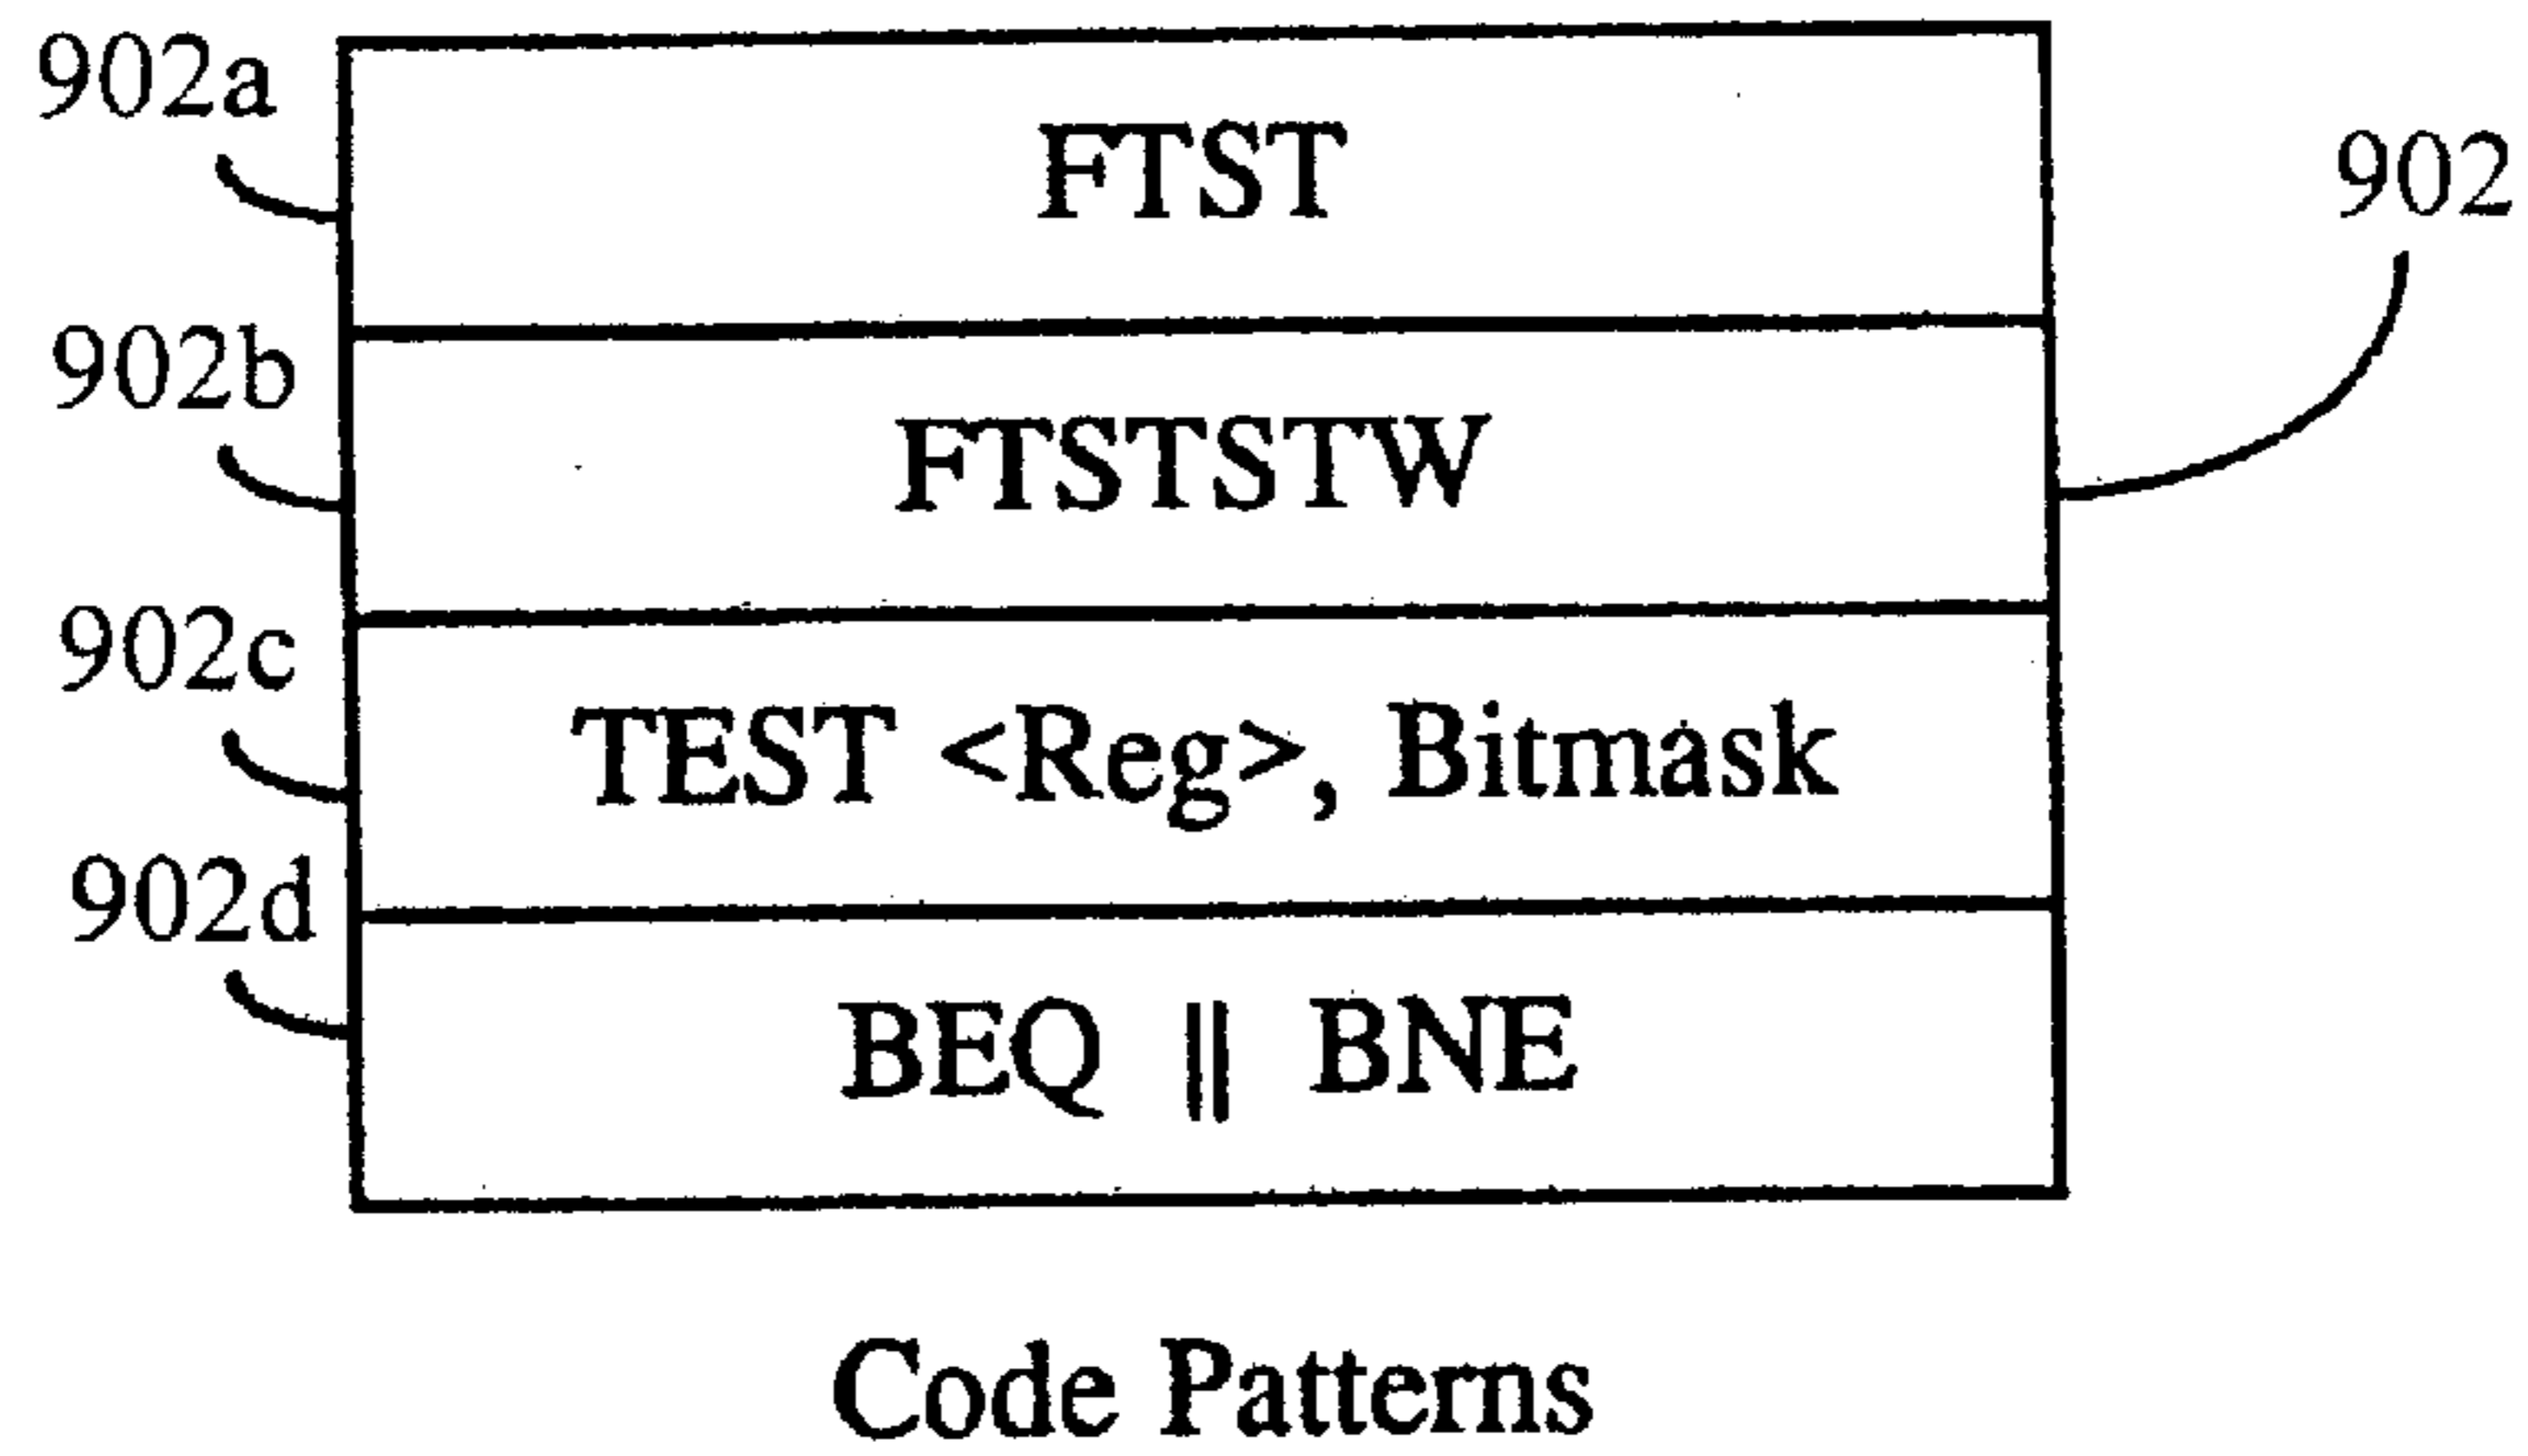 902a
FTST
902
902b
FTSTSTW
902c
TEST <Reg>, Bitmask
902d
BEQ || BNE
Code Patterns